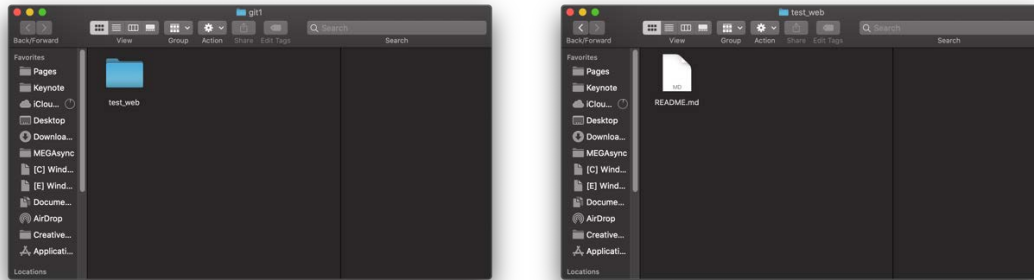 git1
Search
Back/Forward View Group Action Share Edit Tags Search
Favorites
Pages
Keynote
iClou...
Desktop
Downloa...
MEGAsync
[C] Wind...
[E] Wind...
Docume...
AirDrop
Creative...
Applicati...
Locations
test_web
test_web
Search
Back/Forward View Group Action Share Edit Tags Search
Favorites
Pages
Keynote
iClou...
Desktop
Downloa...
MEGAsync
[C] Wind...
[E] Wind...
Docume...
AirDrop
Creative...
Applicati...
Locations
MD
README.md